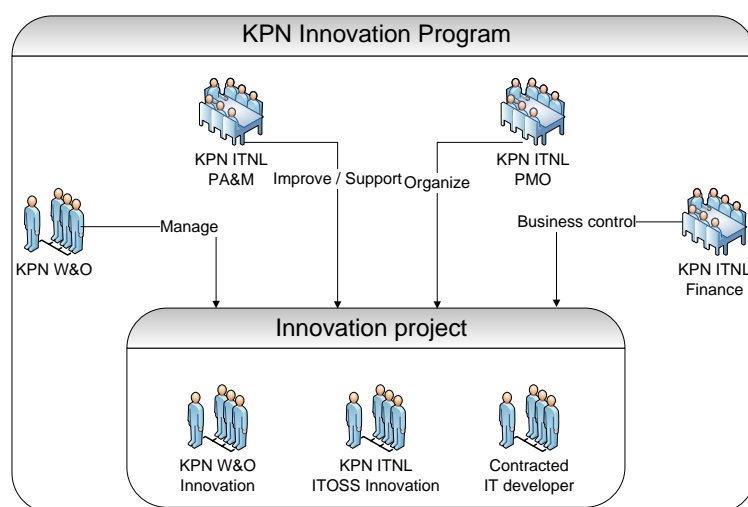 KPN Innovation Program
KPN ITNL
PA&M
KPN ITNL
PMO
Improve / Support
Organize
KPN W&O
Manage
Business control
KPN ITNL
Finance
Innovation project
KPN W&O
Innovation
KPN ITNL
ITOSS Innovation
Contracted
IT developer